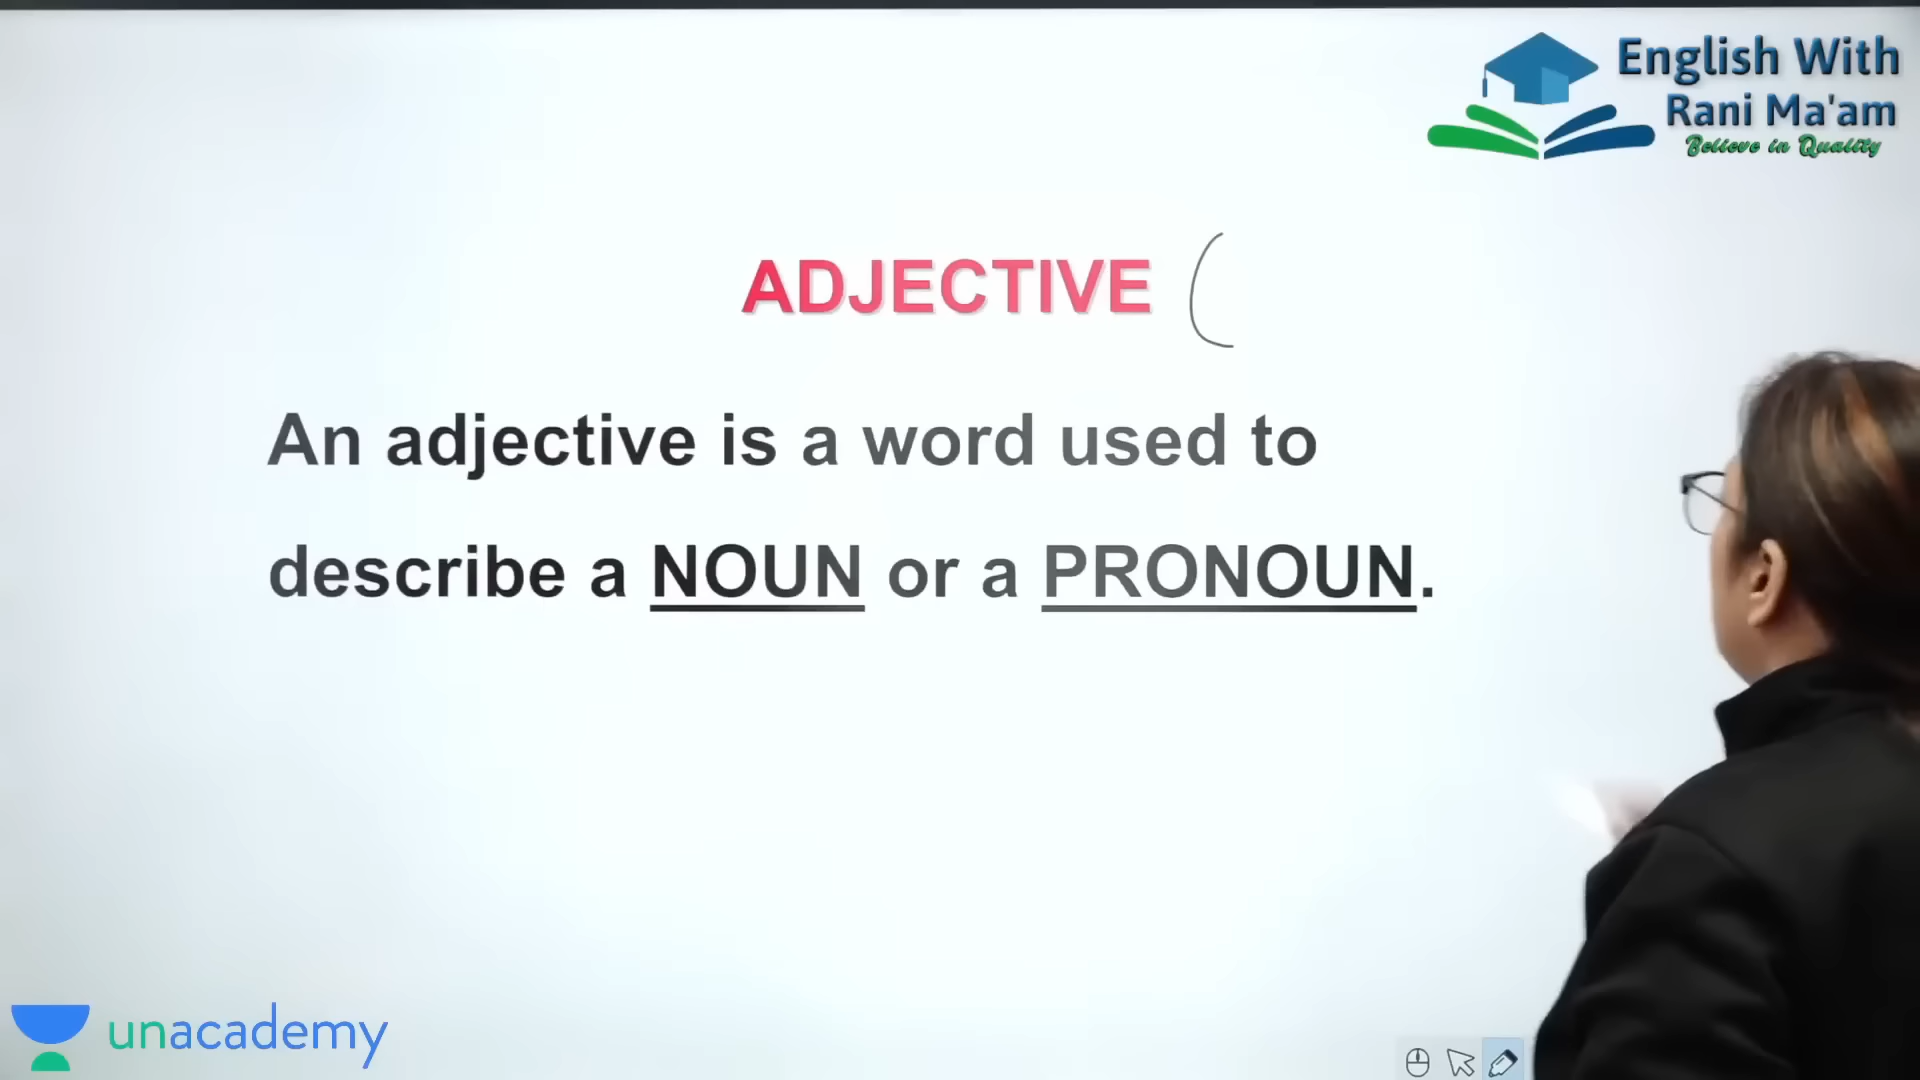 English With
Rani Ma'am
Believe in Quality
ADJECTIVE (
An adjective is a word used to
describe a NOUN or a PRONOUN.
unacademy